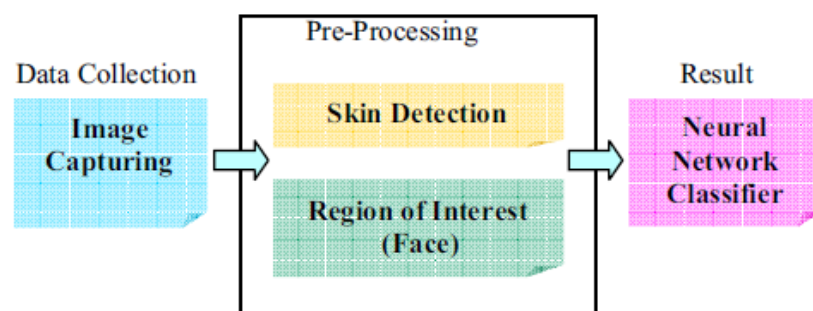 Pre-Processing
Data Collection
Result
Image
Capturing
Skin Detection
Region of Interest
(Face)
Neural
Network
Classifier